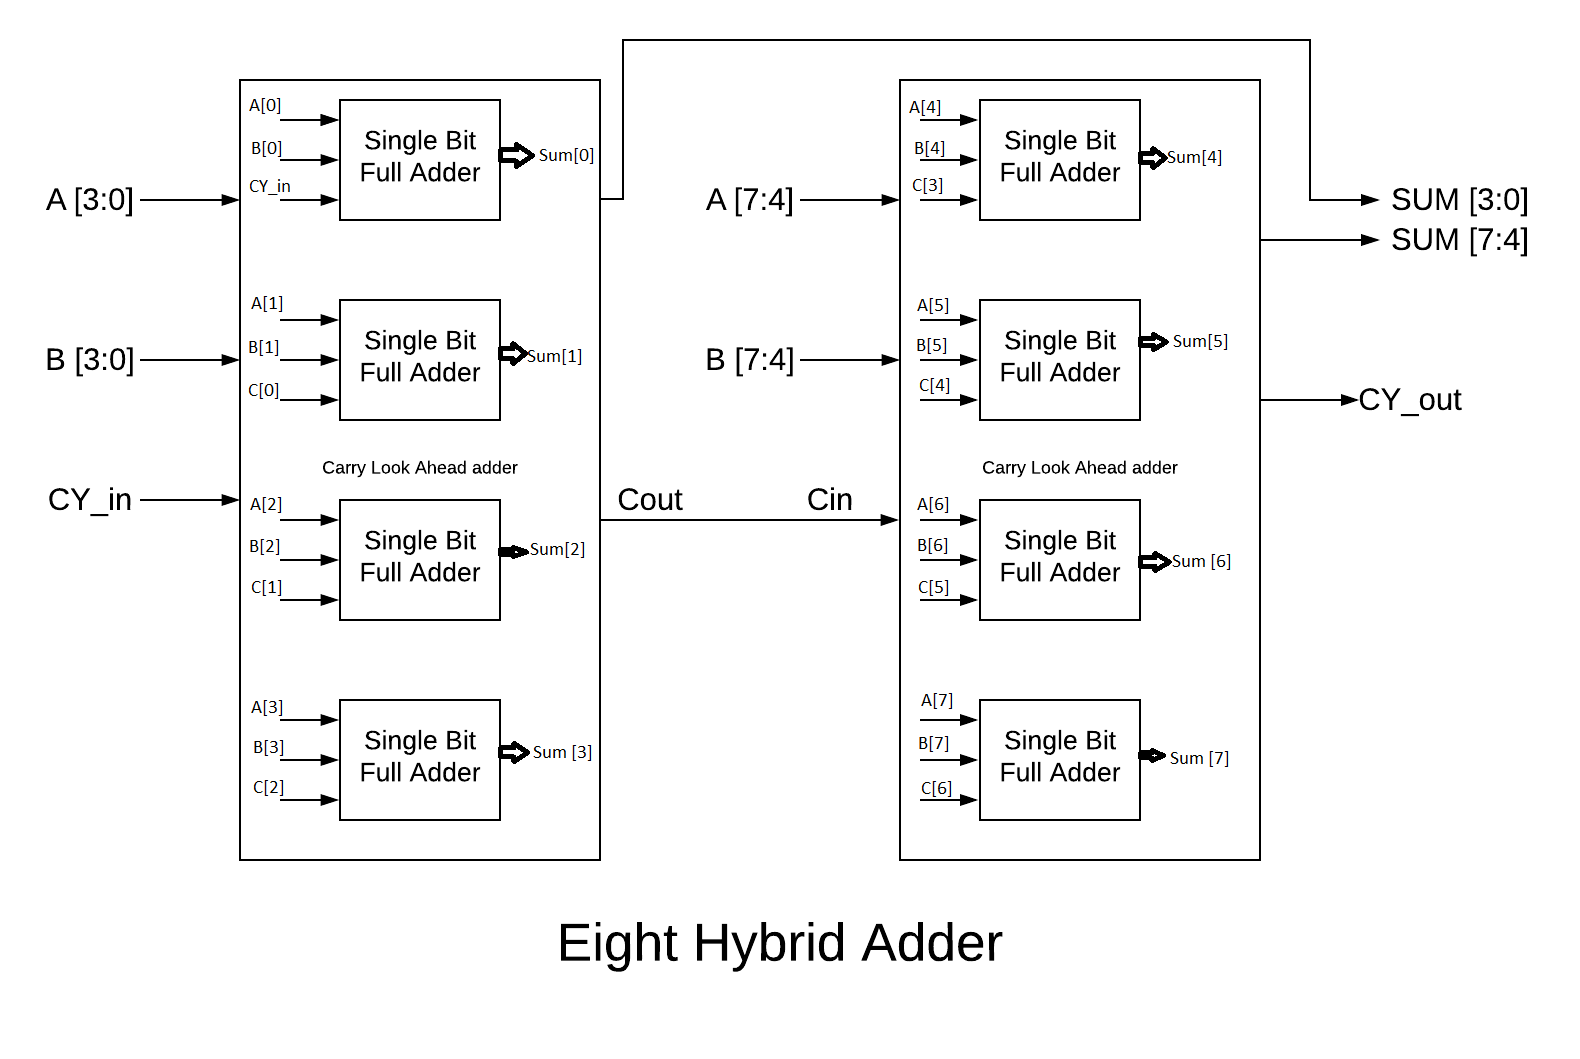 A [3:0]
B [3:0]
CY_in
A[0]
B[0]
CY_in
Single Bit
Full Adder
Sum[0]
A[1]
B[1]
C[0]
Single Bit
Full Adder
Sum[1]
Carry Look Ahead adder
A[2]
B[2]
C[1]
Single Bit
Full Adder
Sum[2]
A[3]
B[3]
C[2]
Single Bit
Full Adder
Sum [3]
Cout
Cin
A [7:4]
B [7:4]
A[4]
B[4]
C[3]
Single Bit
Full Adder
Sum[4]
A[5]
B[5]
C[4]
Single Bit
Full Adder
Sum[5]
Carry Look Ahead adder
A[6]
B[6]
C[5]
Single Bit
Full Adder
Sum [6]
A[7]
B[7]
C[6]
Single Bit
Full Adder
Sum [7]
SUM [3:0]
SUM [7:4]
CY_out
Eight Hybrid Adder